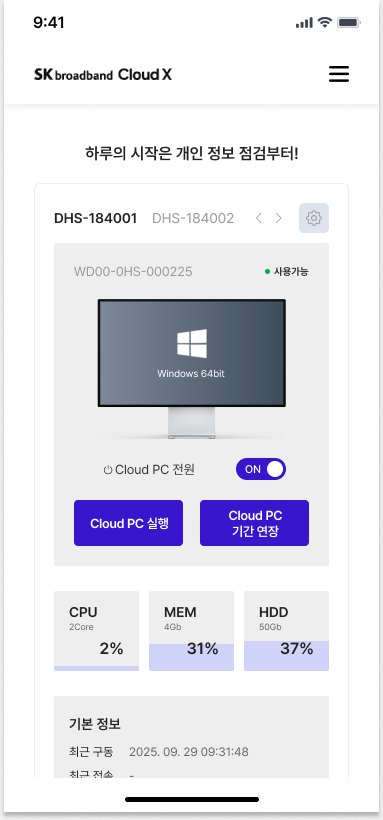 9:41
SK broadband Cloud X
하루의 시작은 개인 정보 점검부터!
DHS-184001 DHS-184002
WD00-0HS-000225 사용가능
Windows 64bit
Cloud PC 전원 ON
Cloud PC 실행
Cloud PC
기간 연장
CPU
2Core
2%
MEM
4Gb
31%
HDD
50Gb
37%
기본 정보
최근 구동 2025. 09. 29 09:31:48
최근 접속 -